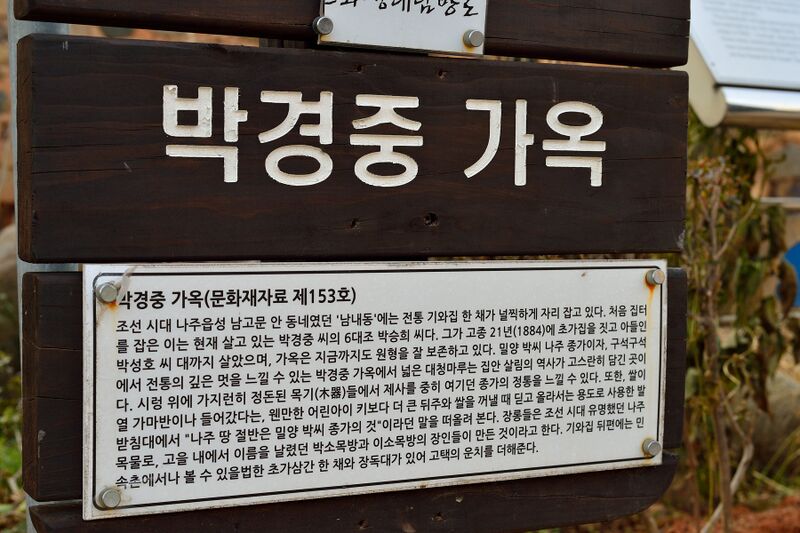 박경중 가옥
박경중 가옥(문화재자료 제153호)
조선 시대 나주읍성 남고문 안 동네였던 '남내동'에는 전통 기와집 한 채가 널찍하게 자리 잡고 있다. 처음 집터
를 잡은 이는 현재 살고 있는 박경중 씨의 6대조 박승희 씨다. 그가 고종 21년(1884)에 초가집을 짓고 아들인
박성호 씨 대까지 살았으며, 가옥은 지금까지도 원형을 잘 보존하고 있다. 밀양 박씨 나주 종가이자, 구석구석
에서 전통의 깊은 멋을 느낄 수 있는 박경중 가옥에서 넓은 대청마루는 집안 살림의 역사가 고스란히 담긴 곳이
다. 시렁 위에 가지런히 정돈된 목기(木器)들에서 제사를 중히 여기던 종가의 정통을 느낄 수 있다. 또한, 쌀이
열 가마반이나 들어갔다는, 웬만한 어린아이 키보다 더 큰 뒤주와 쌀을 꺼낼 때 딛고 올라서는 용도로 사용한 발
받침대에서 "나주 땅 절반은 밀양 박씨 종가의 것"이라던 말을 떠올려 본다. 장롱들은 조선 시대 유명했던 나주
목물로, 고을 내에서 이름을 날렸던 박소목방과 이소목방의 장인들이 만든 것이라고 한다. 기와집 뒤편에는 민
속촌에서나 볼 수 있을법한 초가삼간 한 채와 장독대가 있어 고택의 운치를 더해준다.